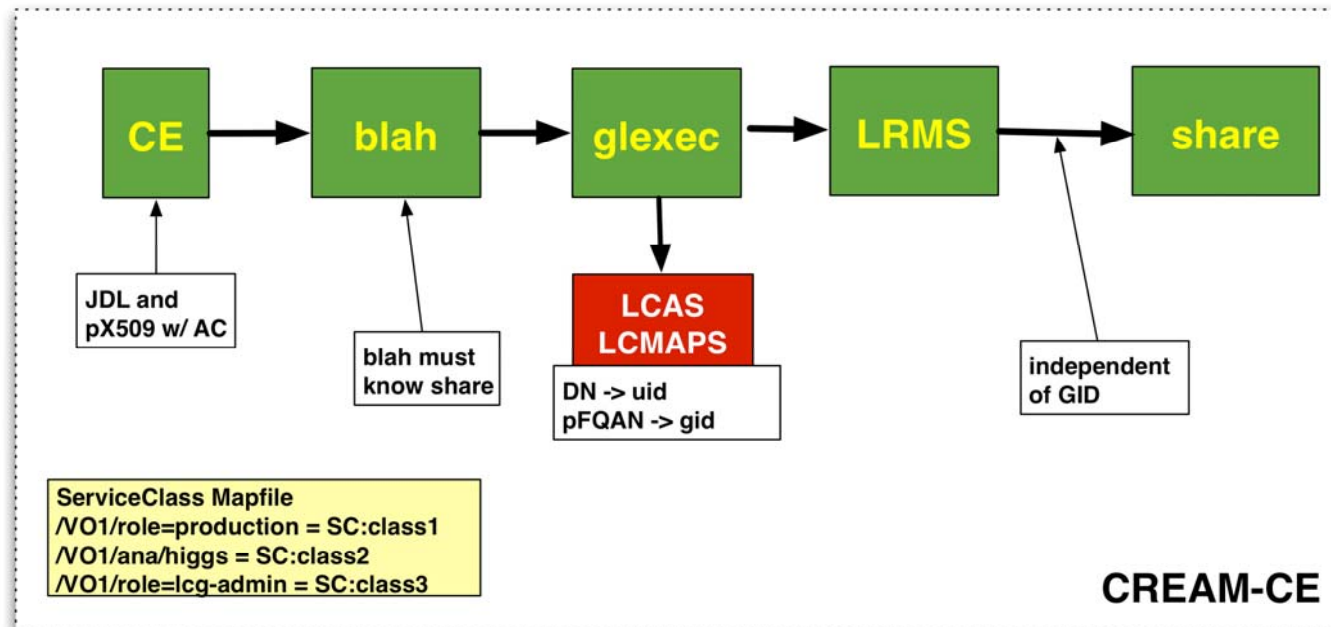 CE
blah
glexec
LRMS
share
JDL and
pX509 w/ AC
blah must
know share
LCAS
LCMAPS
DN -> uid
pFQAN -> gid
independent
of GID
ServiceClass Mapfile
/VO1/role=production = SC:class1
/VO1/ana/higgs = SC:class2
/VO1/role=lcg-admin = SC:class3
CREAM-CE